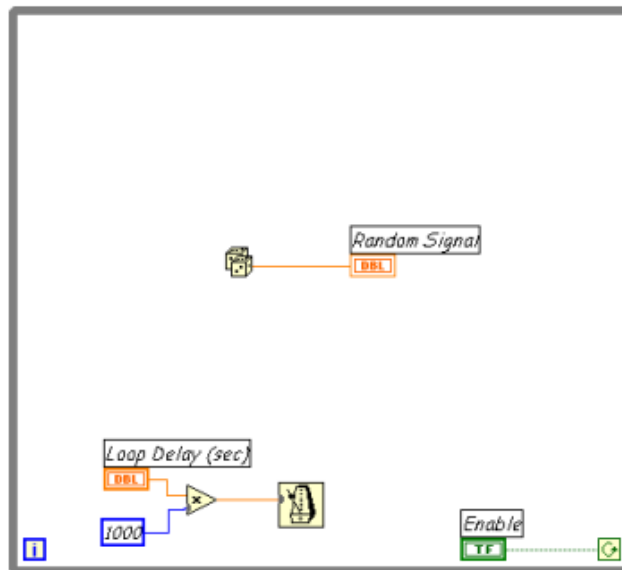 Random Signal
DBL
Loop Delay (sec)
DBL
x
1000
Enable
i
TF